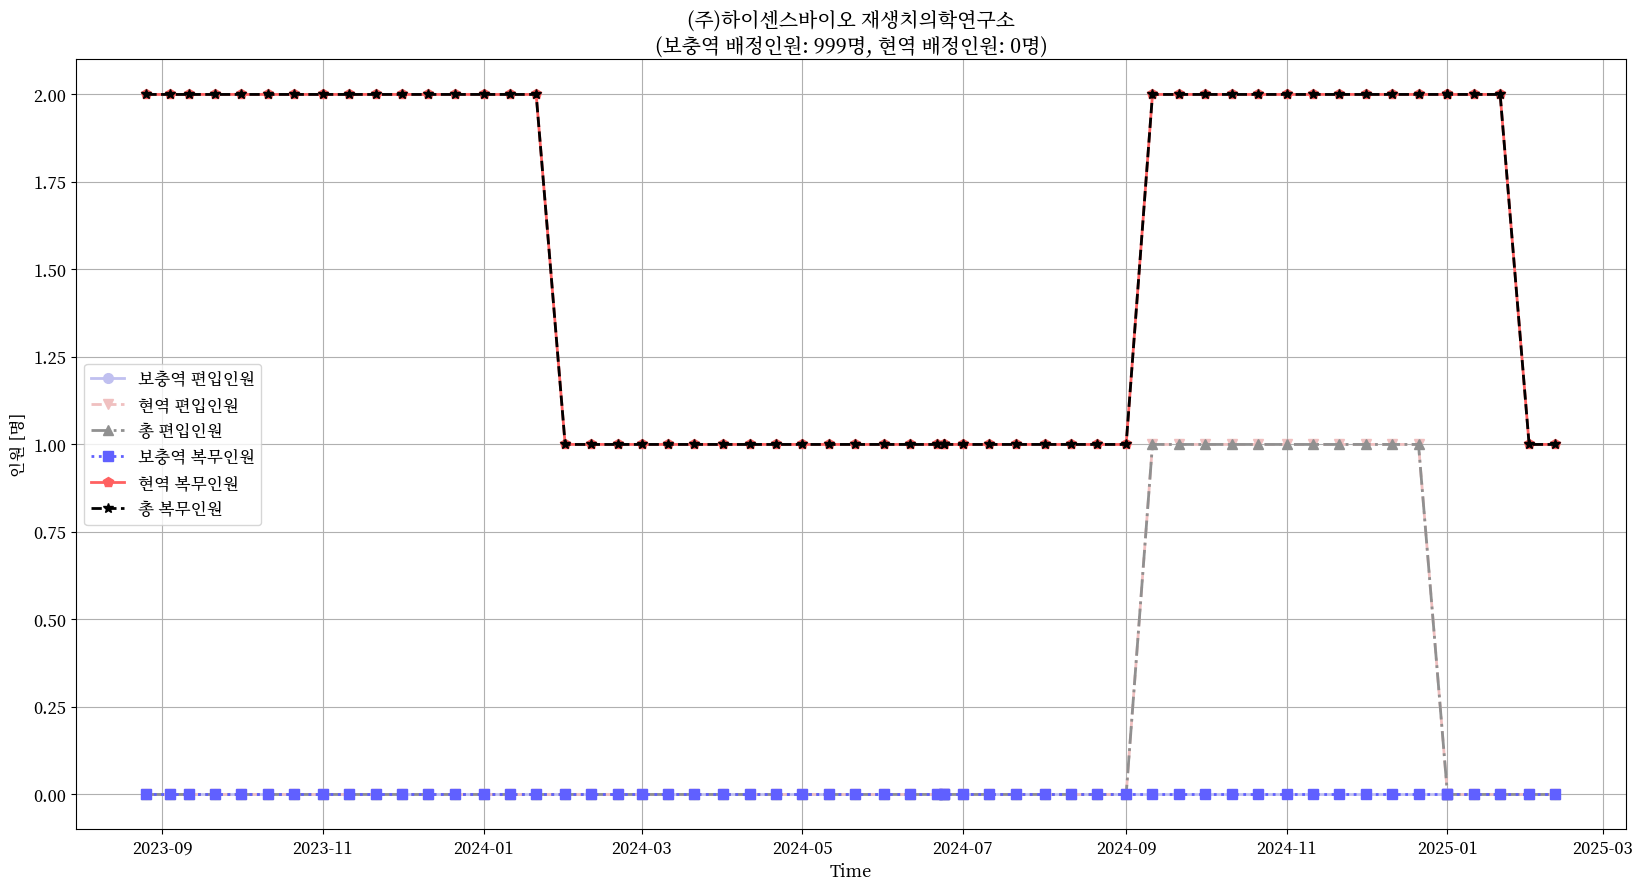 (주)하이센스바이오 재생치의학연구소
(보충역 배정인원: 999명, 현역 배정인원: 0명)
인원 [명]
2.00
1.75
1.50
1.25
1.00
0.75
0.50
0.25
0.00
보충역 편입인원
현역 편입인원
총 편입인원
보충역 복무인원
현역 복무인원
총 복무인원
2023-09
2023-11
2024-01
2024-03
2024-05
2024-07
2024-09
2024-11
2025-01
2025-03
Time